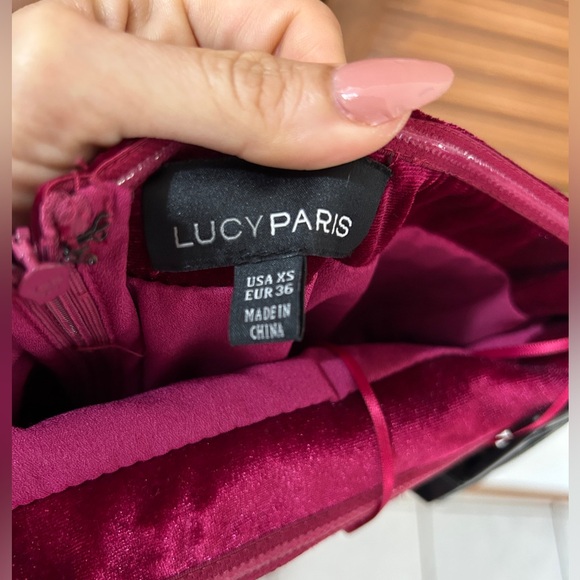 LUCYPARIS
USA XS
EUR 36
MADE IN
CHINA